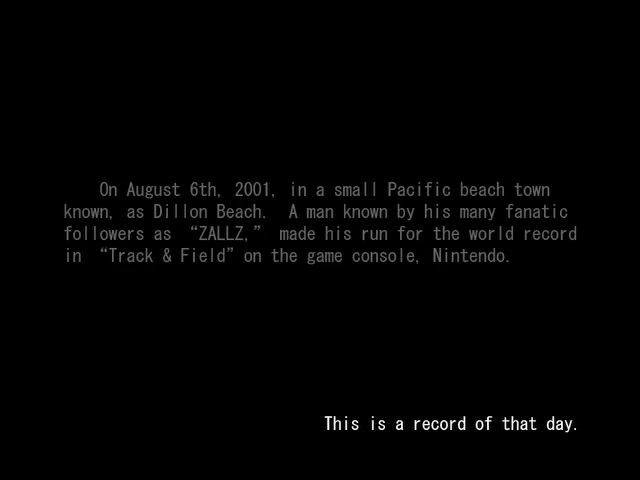 On August 6th, 2001, in a small Pacific beach town
known, as Dillon Beach.  A man known by his many fanatic
followers as “ZALLZ,” made his run for the world record
in “Track & Field” on the game console, Nintendo.
This is a record of that day.